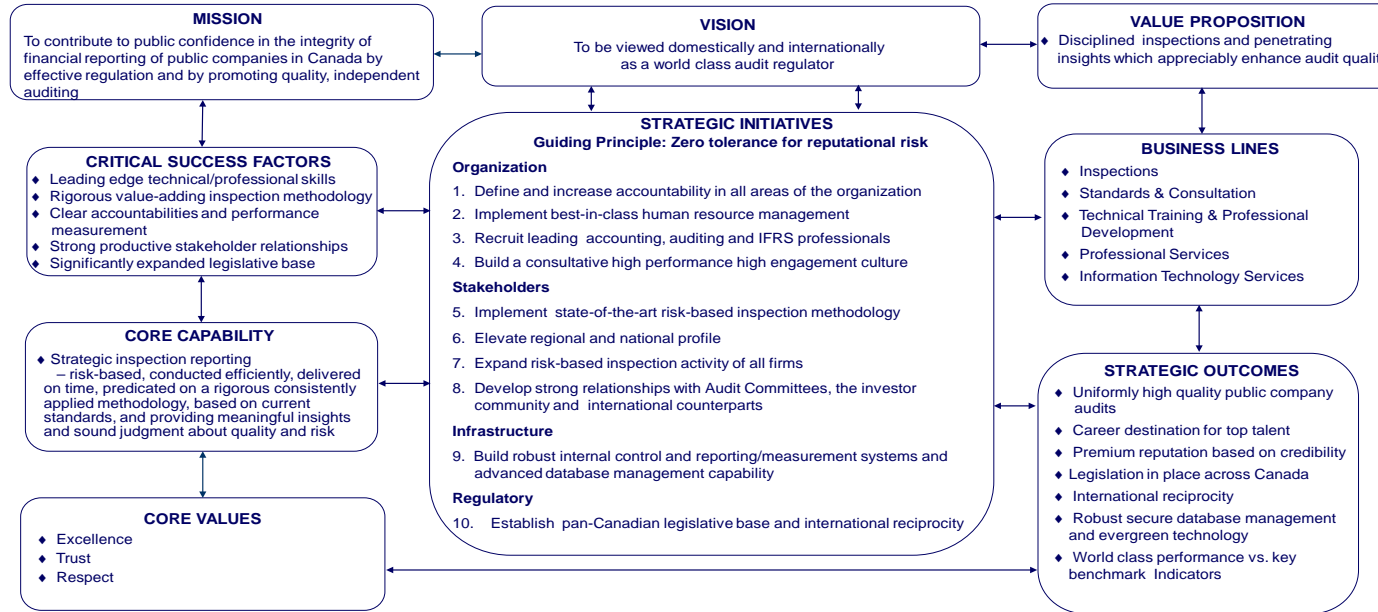 MISSION
To contribute to public confidence in the integrity of
financial reporting of public companies in Canada by
effective regulation and by promoting quality, independent
auditing
VISION
To be viewed domestically and internationally
as a world class audit regulator
VALUE PROPOSITION
♦ Disciplined inspections and penetrating
insights which appreciably enhance audit qualit
CRITICAL SUCCESS FACTORS
♦ Leading edge technical/professional skills
♦ Rigorous value-adding inspection methodology
♦ Clear accountabilities and performance
measurement
♦ Strong productive stakeholder relationships
♦ Significantly expanded legislative base
CORE CAPABILITY
♦ Strategic inspection reporting
– risk-based, conducted efficiently, delivered
on time, predicated on a rigorous consistently
applied methodology, based on current
standards, and providing meaningful insights
and sound judgment about quality and risk
CORE VALUES
♦ Excellence
♦ Trust
♦ Respect
STRATEGIC INITIATIVES
Guiding Principle: Zero tolerance for reputational risk
Organization
1. Define and increase accountability in all areas of the organization
2. Implement best-in-class human resource management
3. Recruit leading accounting, auditing and IFRS professionals
4. Build a consultative high performance high engagement culture
Stakeholders
5. Implement state-of-the-art risk-based inspection methodology
6. Elevate regional and national profile
7. Expand risk-based inspection activity of all firms
8. Develop strong relationships with Audit Committees, the investor
community and international counterparts
Infrastructure
9. Build robust internal control and reporting/measurement systems and
advanced database management capability
Regulatory
10. Establish pan-Canadian legislative base and international reciprocity
BUSINESS LINES
♦ Inspections
♦ Standards & Consultation
♦ Technical Training & Professional
Development
♦ Professional Services
♦ Information Technology Services
STRATEGIC OUTCOMES
♦ Uniformly high quality public company
audits
♦ Career destination for top talent
♦ Premium reputation based on credibility
♦ Legislation in place across Canada
♦ International reciprocity
♦ Robust secure database management
and evergreen technology
♦ World class performance vs. key
benchmark Indicators